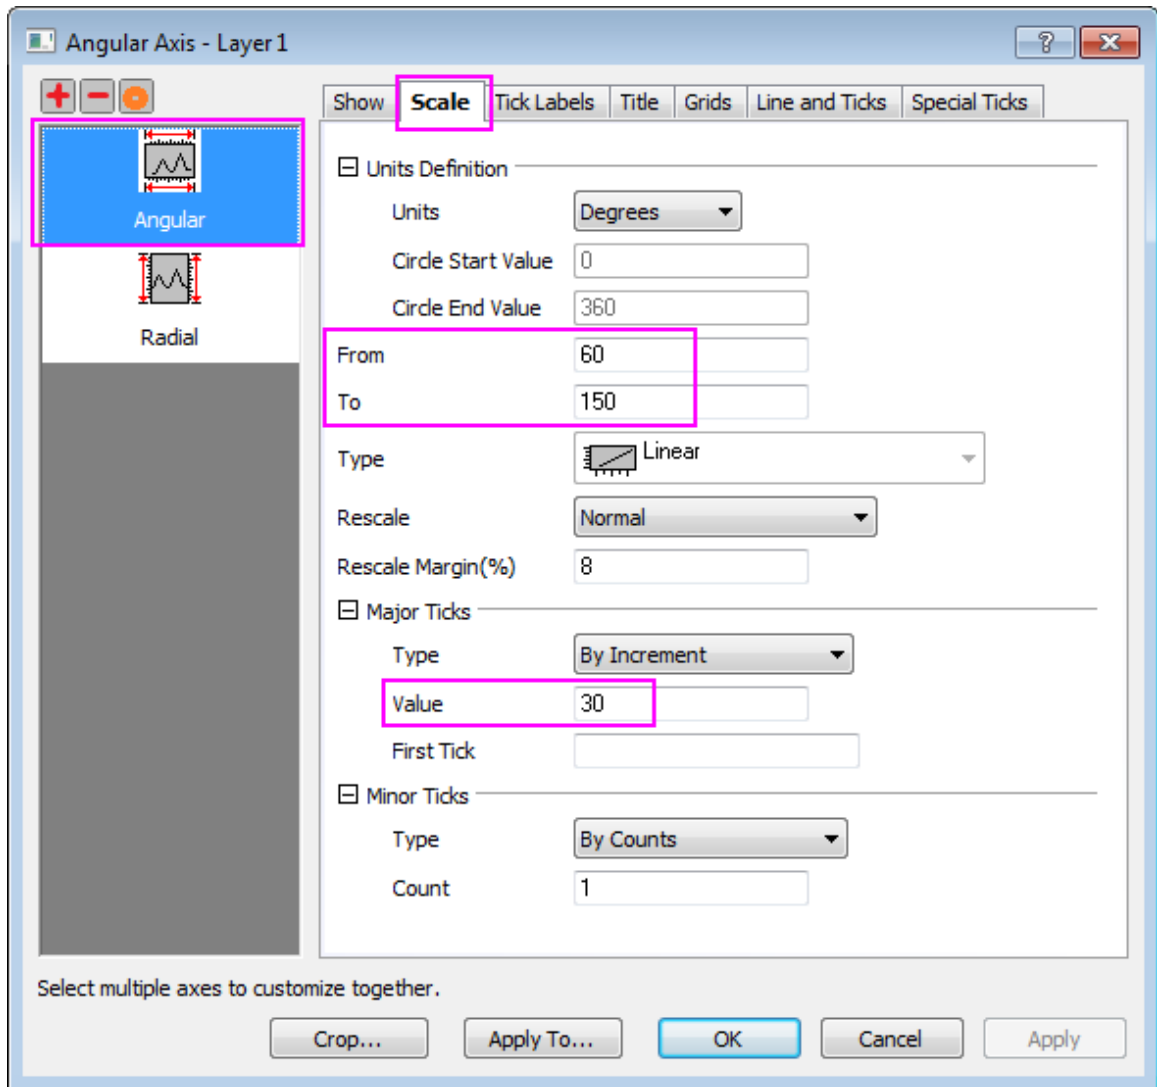 Angular Axis - Layer 1
Show Scale Tick Labels Title Grids Line and Ticks Special Ticks
Angular
Radial
Units Definition
Units Degrees
Circle Start Value 0
Circle End Value 360
From 60
To 150
Type Linear
Rescale Normal
Rescale Margin(%) 8
Major Ticks
Type By Increment
Value 30
First Tick
Minor Ticks
Type By Counts
Count 1
Select multiple axes to customize together.
Crop... Apply To... OK Cancel Apply